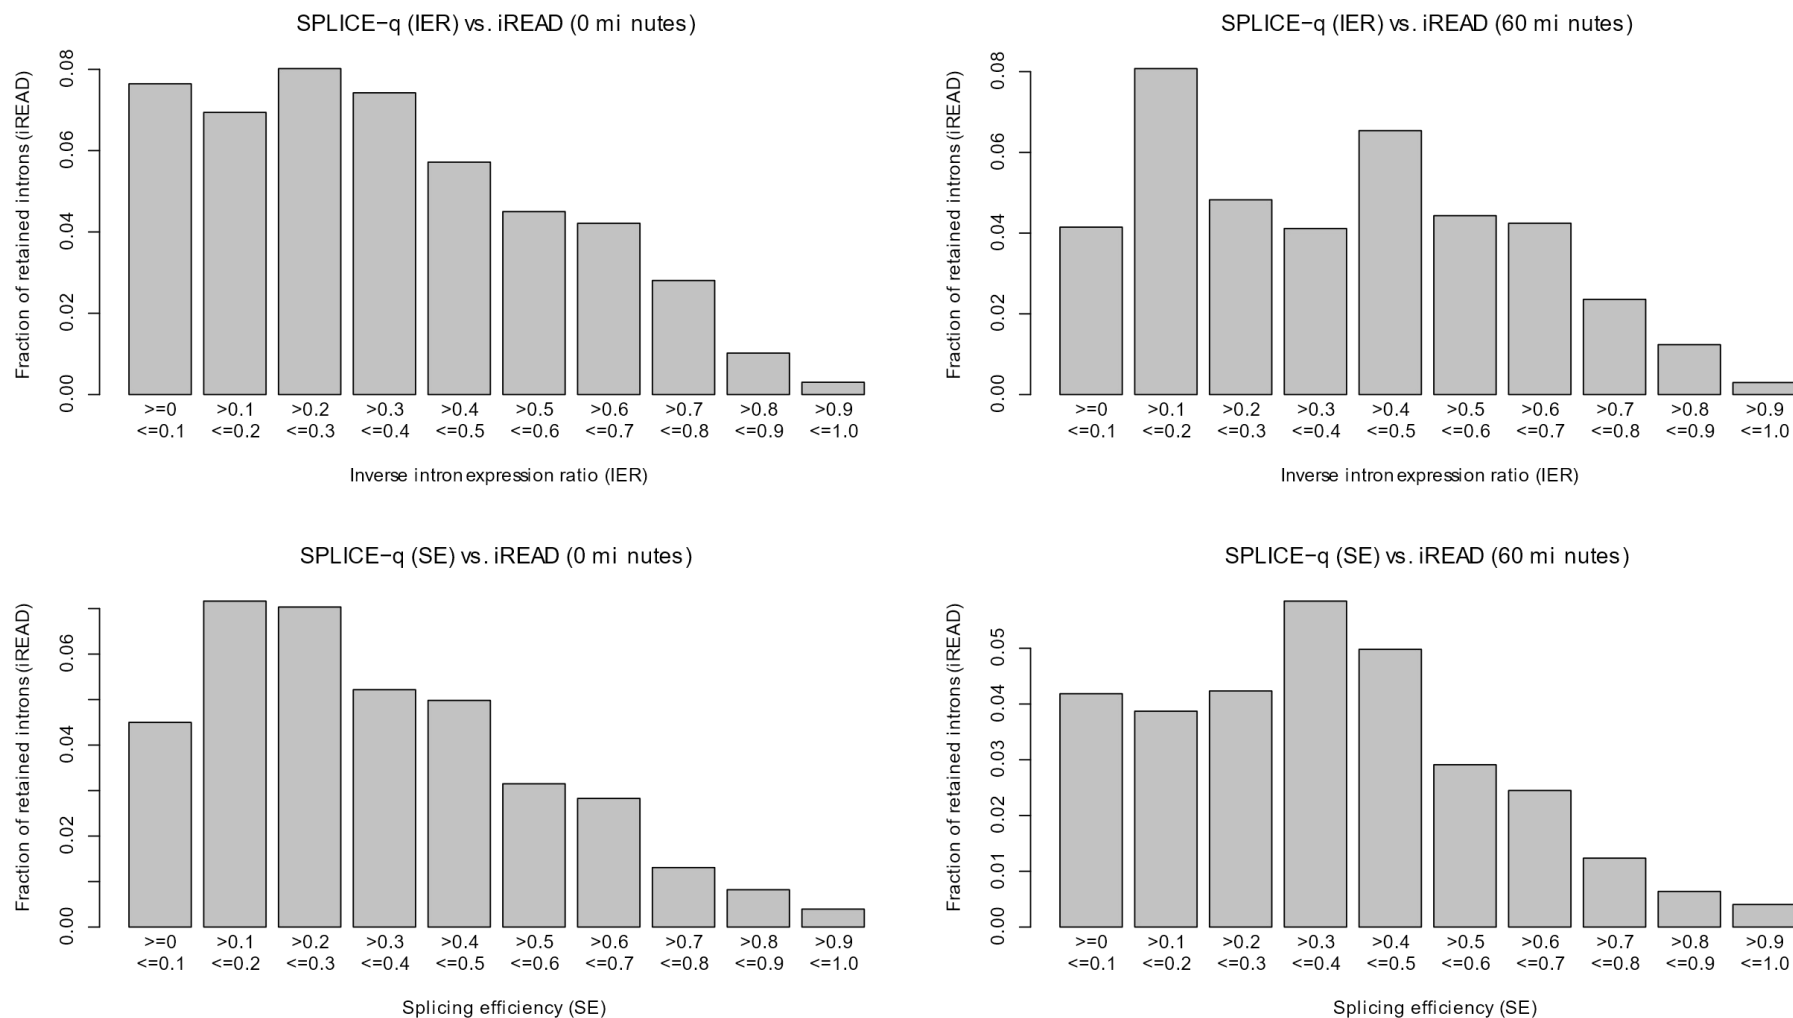 SPLICE−q (IER) vs. iREAD (0 mi nutes)
Fraction of retained introns (iREAD)
0.08
0.06
0.04
0.02
0.00
>=0 >0.1 >0.2 >0.3 >0.4 >0.5 >0.6 >0.7 >0.8 >0.9
<=0.1 <=0.2 <=0.3 <=0.4 <=0.5 <=0.6 <=0.7 <=0.8 <=0.9 <=1.0
Inverse intron expression ratio (IER)
SPLICE−q (IER) vs. iREAD (60 mi nutes)
Fraction of retained introns (iREAD)
0.08
0.06
0.04
0.02
0.00
>=0 >0.1 >0.2 >0.3 >0.4 >0.5 >0.6 >0.7 >0.8 >0.9
<=0.1 <=0.2 <=0.3 <=0.4 <=0.5 <=0.6 <=0.7 <=0.8 <=0.9 <=1.0
Inverse intron expression ratio (IER)
SPLICE−q (SE) vs. iREAD (0 mi nutes)
Fraction of retained introns (iREAD)
0.06
0.04
0.02
0.00
>=0 >0.1 >0.2 >0.3 >0.4 >0.5 >0.6 >0.7 >0.8 >0.9
<=0.1 <=0.2 <=0.3 <=0.4 <=0.5 <=0.6 <=0.7 <=0.8 <=0.9 <=1.0
Splicing efficiency (SE)
SPLICE−q (SE) vs. iREAD (60 mi nutes)
Fraction of retained introns (iREAD)
0.05
0.04
0.03
0.02
0.01
0.00
>=0 >0.1 >0.2 >0.3 >0.4 >0.5 >0.6 >0.7 >0.8 >0.9
<=0.1 <=0.2 <=0.3 <=0.4 <=0.5 <=0.6 <=0.7 <=0.8 <=0.9 <=1.0
Splicing efficiency (SE)